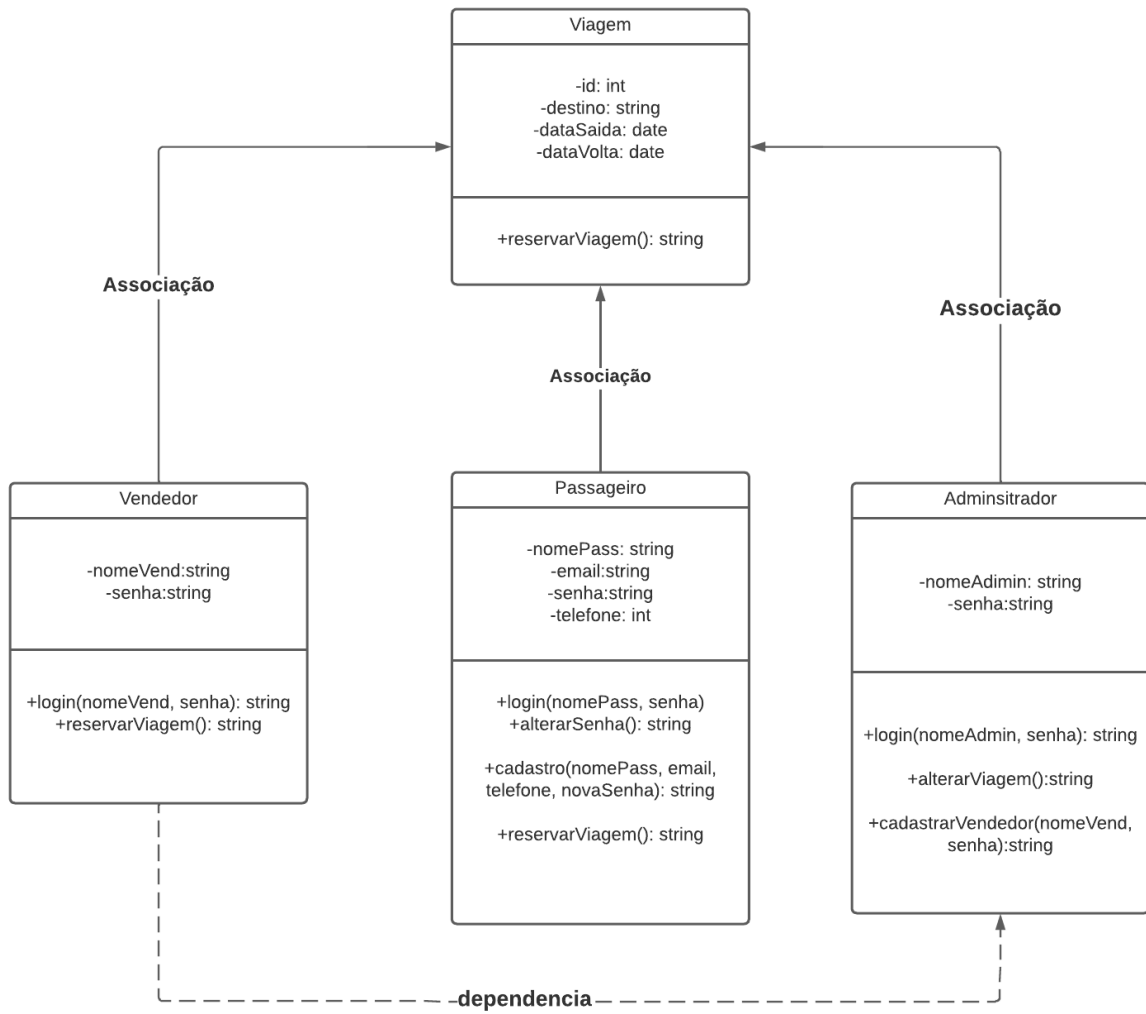 Viagem
-id: int
-destino: string
-dataSaida: date
-dataVolta: date
+reservarViagem(): string
Associação
Associação
Associação
Vendedor
-nomeVend:string
-senha:string
+login(nomeVend, senha): string
+reservarViagem(): string
Passageiro
-nomePass: string
-email:string
-senha:string
-telefone: int
+login(nomePass, senha)
+alterarSenha(): string
+cadastro(nomePass, email,
telefone, novaSenha): string
+reservarViagem(): string
Adminsitrador
-nomeAdimin: string
-senha:string
+login(nomeAdmin, senha): string
+alterarViagem():string
+cadastrarVendedor(nomeVend,
senha):string
dependencia